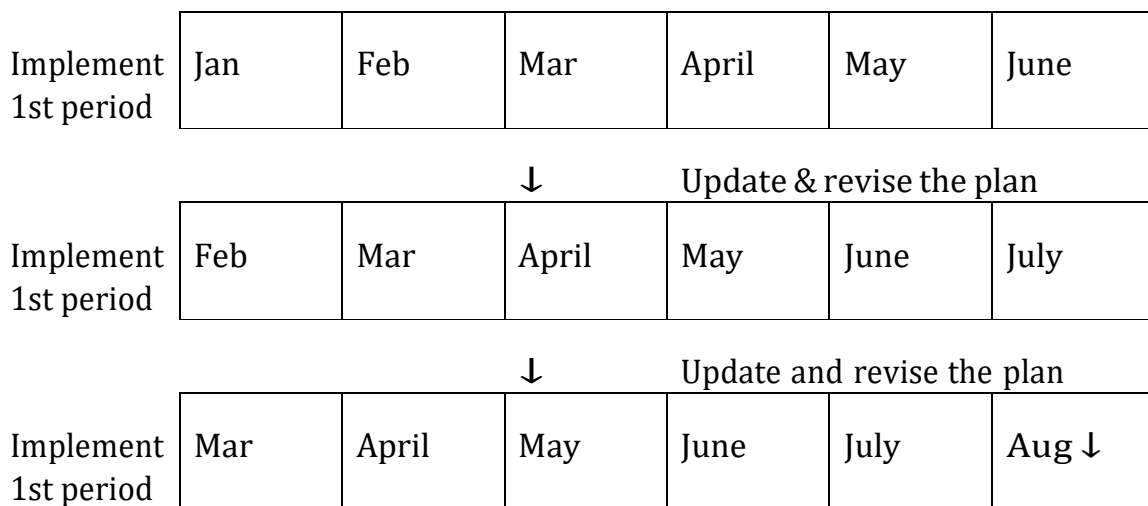 Implement 1st period Jan Feb Mar April May June
↓ Update & revise the plan
Implement 1st period Feb Mar April May June July
↓ Update and revise the plan
Implement 1st period Mar April May June July Aug ↓